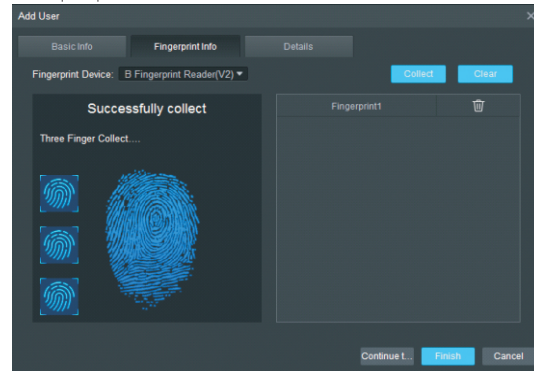 Add User
Basic Info Fingerprint Info Details
Fingerprint Device: B Fingerprint Reader(V2) Collect Clear
Successfully collect
Three Finger Collect....
Fingerprint1
Continue t... Finish Cancel